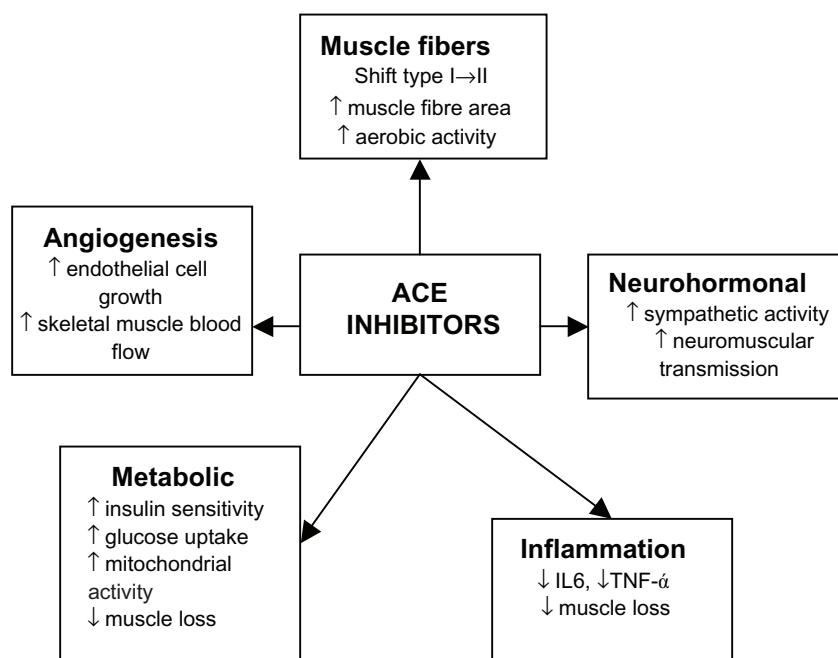 Muscle fibers
Shift type I→II
↑ muscle fibre area
↑ aerobic activity
Angiogenesis
↑ endothelial cell
growth
↑ skeletal muscle blood
flow
ACE
INHIBITORS
Neurohormonal
↑ sympathetic activity
↑ neuromuscular
transmission
Metabolic
↑ insulin sensitivity
↑ glucose uptake
↑ mitochondrial
activity
↓ muscle loss
Inflammation
↓ IL6, ↓TNF-ά
↓ muscle loss